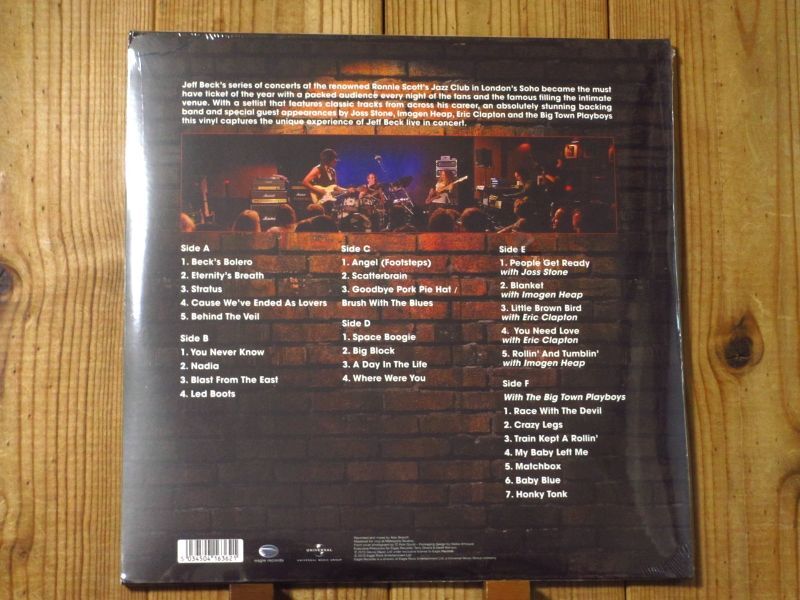 Jeff Beck's series of concerts at the renowned Ronnie Scott's Jazz Club in London's Soho became the must
have ticket of the year with a packed audience every night of the fans and the famous filling the intimate
venue. With a setlist that features classic tracks from across his career, an absolutely stunning backing
band and special guest appearances by Joss Stone, Imogen Heap, Eric Clapton and the Big Town Playboys
this vinyl captures the unique experience of Jeff Beck live in concert.
Side A
1. Beck's Bolero
2. Eternity's Breath
3. Stratus
4. Cause We've Ended As Lovers
5. Behind The Veil
Side B
1. You Never Know
2. Nadia
3. Blast From The East
4. Led Boots
Side C
1. Angel (Footsteps)
2. Scatterbrain
3. Goodbye Pork Pie Hat /
Brush With The Blues
Side D
1. Space Boogie
2. Big Block
3. A Day In The Life
4. Where Were You
Side E
1. People Get Ready
with Joss Stone
2. Blanket
with Imogen Heap
3. Little Brown Bird
with Eric Clapton
4. You Need Love
with Eric Clapton
5. Rollin' And Tumblin'
with Imogen Heap
Side F
With The Big Town Playboys
1. Race With The Devil
2. Crazy Legs
3. Train Kept A Rollin'
4. My Baby Left Me
5. Matchbox
6. Baby Blue
7. Honky Tonk
5 034504 163621
eagle records
UNIVERSAL
UNIVERSAL MUSIC GROUP